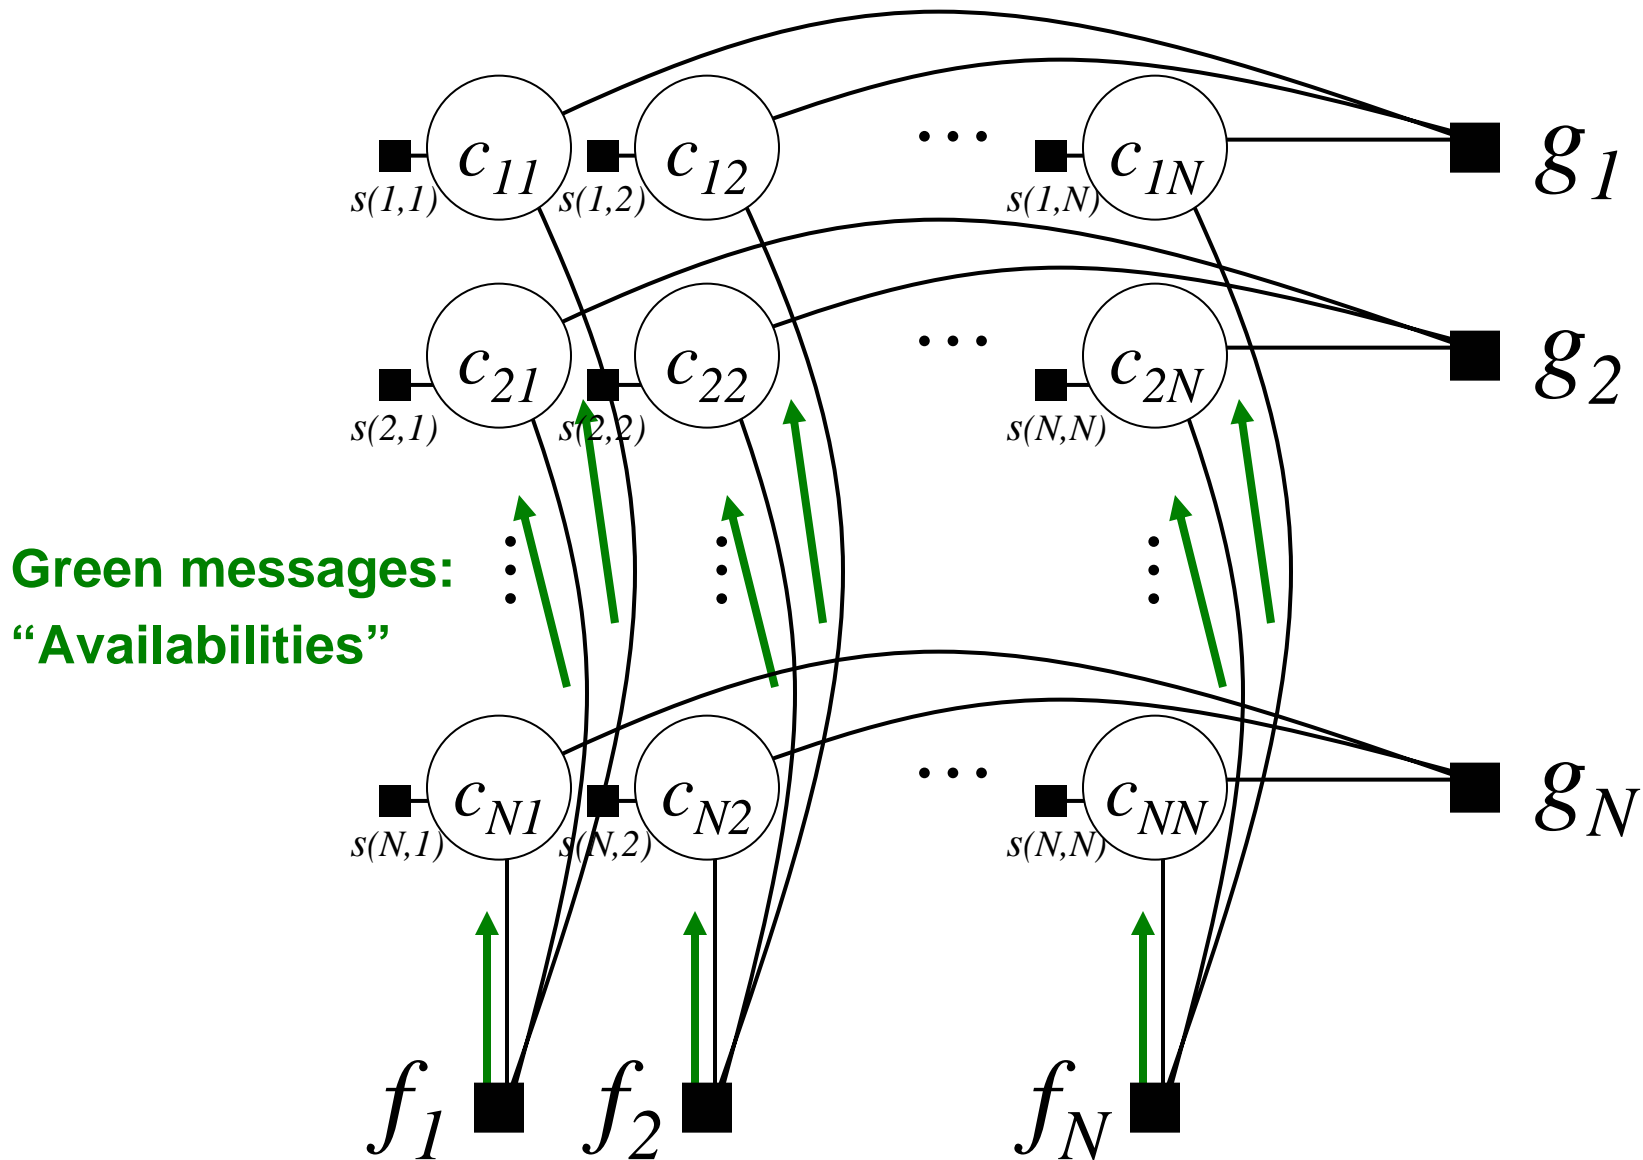 c11 c12 … c1N g1
s(1,1) s(1,2) s(1,N)
c21 c22 … c2N g2
s(2,1) s(2,2) s(N,N)
Green messages:
“Availabilities”
cN1 cN2 … cNN gN
s(N,1) s(N,2) s(N,N)
f1 f2 fN